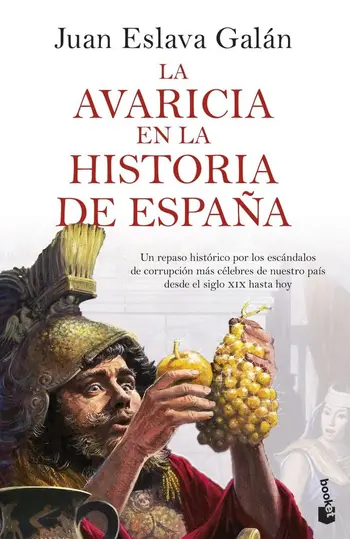 Juan Eslava Galán
LA
AVARICIA
EN LA
HISTORIA
DE ESPAÑA
Un repaso histórico por los escándalos
de corrupción más célebres de nuestro país
desde el siglo XIX hasta hoy
booket